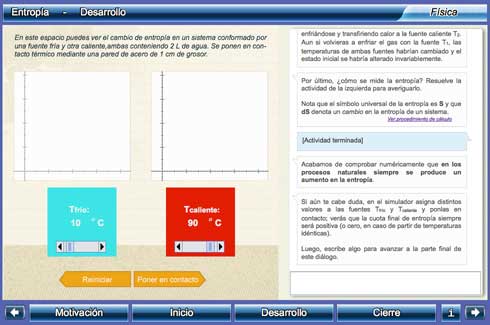 Entropía - Desarrollo
Física
En este espacio puedes ver el cambio de entropía en un sistema conformado por
una fuente fría y otra caliente,ambas conteniendo 2 L de agua. Se ponen en con-
tacto térmico mediante una pared de acero de 1 cm de grosor.
Tfrío:
10 ° C
Tcaliente:
90 ° C
Reiniciar
Poner en contacto
enfriándose y transfiriendo calor a la fuente caliente T₂.
Aun si volvieras a enfriar el gas con la fuente T₁, las
temperaturas de ambas fuentes habrían cambiado y el
estado inicial se habría alterado invariablemente.
Por último, ¿cómo se mide la entropía? Resuelve la
actividad de la izquierda para averiguarlo.
Nota que el símbolo universal de la entropía es S y que
dS denota un cambio en la entropía de un sistema.
Ver procedimiento de cálculo
[Actividad terminada]
Acabamos de comprobar numéricamente que en los
procesos naturales siempre se produce un
aumento en la entropía.
Si aún te cabe duda, en el simulador asigna distintos
valores a las fuentes Tfrío y Tcaliente y ponlas en
contacto; verás que la cuota final de entropía siempre
será positiva (o cero, en caso de partir de temperaturas
idénticas).
Luego, escribe algo para avanzar a la parte final de
este diálogo.
Motivación
Inicio
Desarrollo
Cierre
i